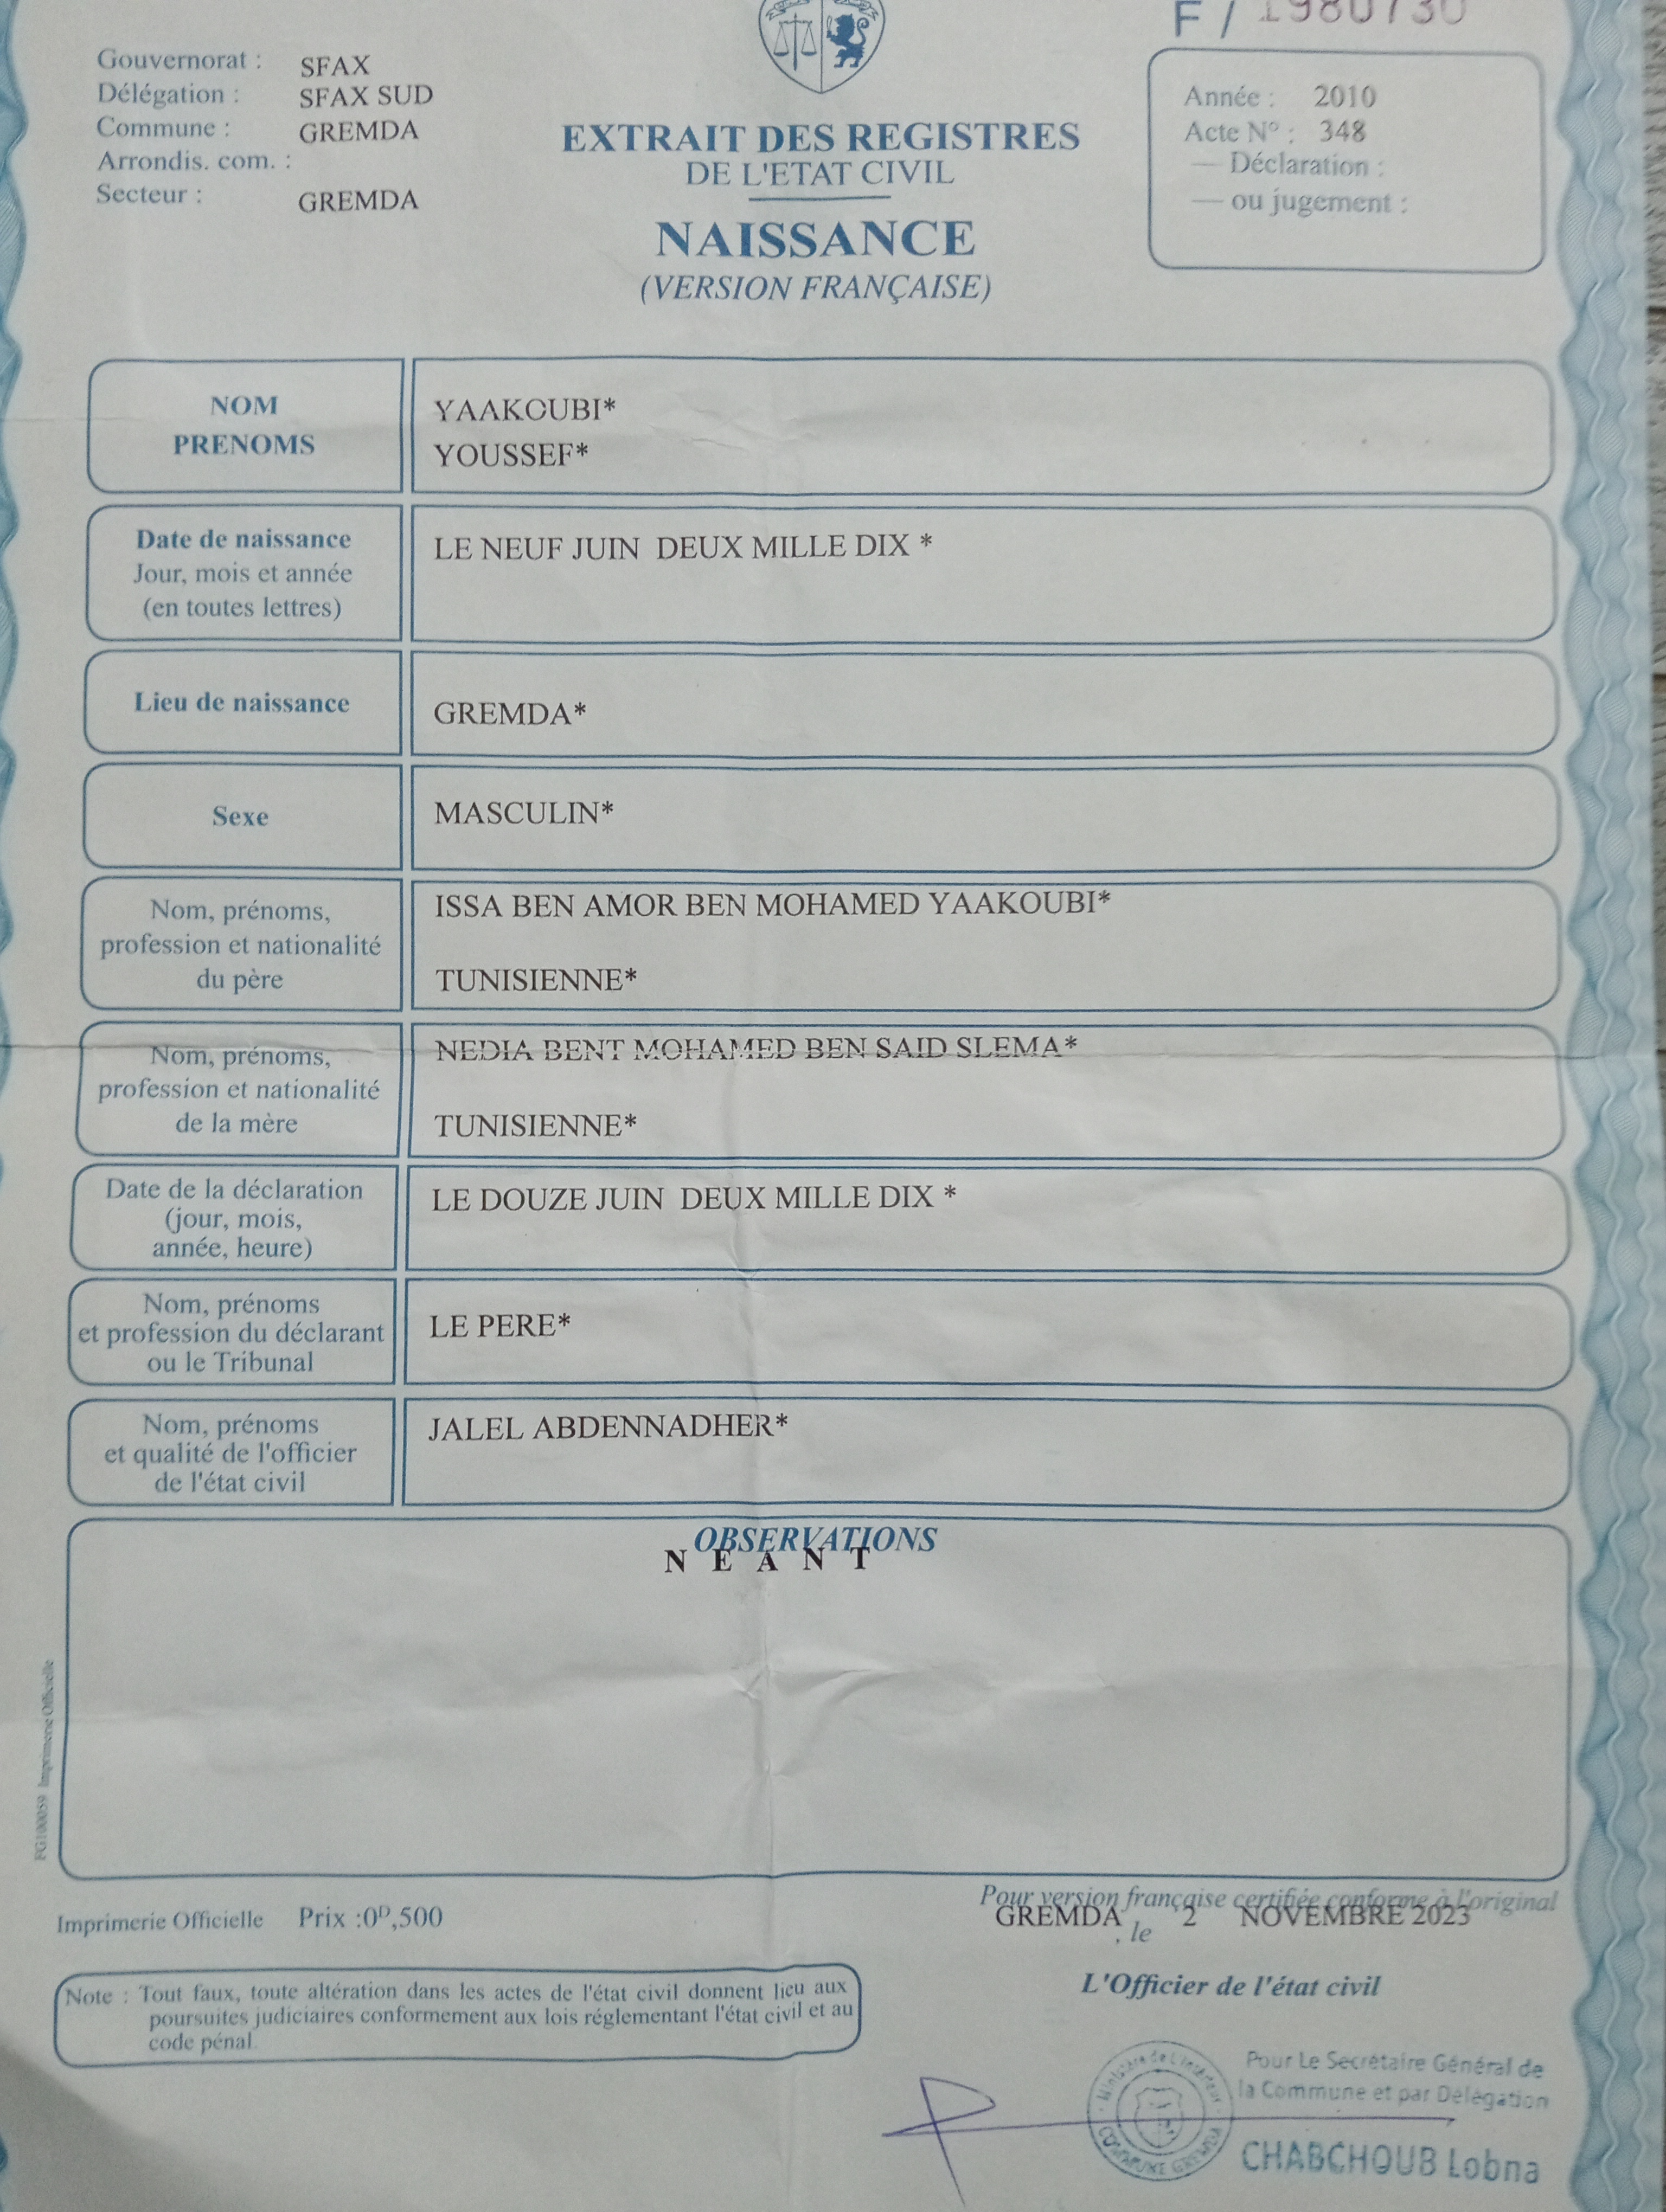 F / 1980730
Gouvernorat : SFAX
Délégation : SFAX SUD
Commune : GREMDA
Arrondis. com. :
Secteur : GREMDA
EXTRAIT DES REGISTRES
DE L'ETAT CIVIL
NAISSANCE
(VERSION FRANÇAISE)
Année : 2010
Acte N° : 348
— Déclaration :
— ou jugement :
NOM
PRENOMS
YAAKOUBI*
YOUSSEF*
Date de naissance
Jour, mois et année
(en toutes lettres)
LE NEUF JUIN DEUX MILLE DIX *
Lieu de naissance
GREMDA*
Sexe
MASCULIN*
Nom, prénoms,
profession et nationalité
du père
ISSA BEN AMOR BEN MOHAMED YAAKOUBI*
TUNISIENNE*
Nom, prénoms,
profession et nationalité
de la mère
NEDIA BENT MOHAMED BEN SAID SLEMA*
TUNISIENNE*
Date de la déclaration
(jour, mois,
année, heure)
LE DOUZE JUIN DEUX MILLE DIX *
Nom, prénoms
et profession du déclarant
ou le Tribunal
LE PERE*
Nom, prénoms
et qualité de l'officier
de l'état civil
JALEL ABDENNADHER*
OBSERVATIONS
N E A N T
FG100059 Imprimerie Officielle
Imprimerie Officielle Prix :0ᴰ,500
Pour version française certifiée conforme à l'original
GREMDA , le 2 NOVEMBRE 2023
L'Officier de l'état civil
Note : Tout faux, toute altération dans les actes de l'état civil donnent lieu aux
poursuites judiciaires conformement aux lois réglementant l'état civil et au
code pénal.
Ministère de L'Intérieur
COMMUNE GREMDA
Pour Le Secrétaire Général de
la Commune et par Délégation
CHABCHOUB Lobna